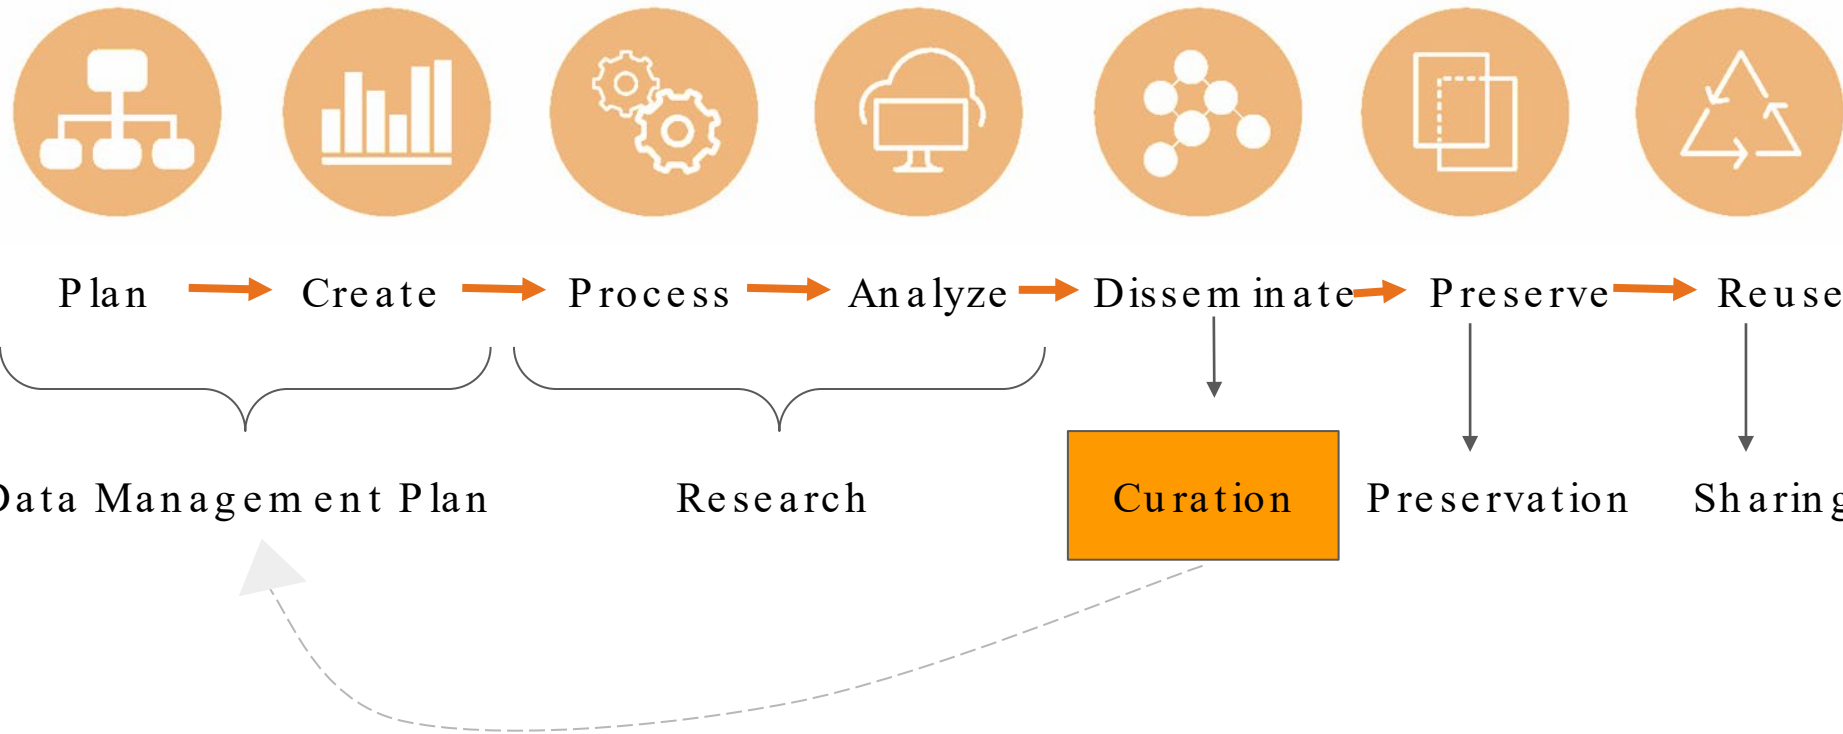 Plan Create Process Analyze Disseminate Preserve Reuse
Data Management Plan Research Curation Preservation Sharing